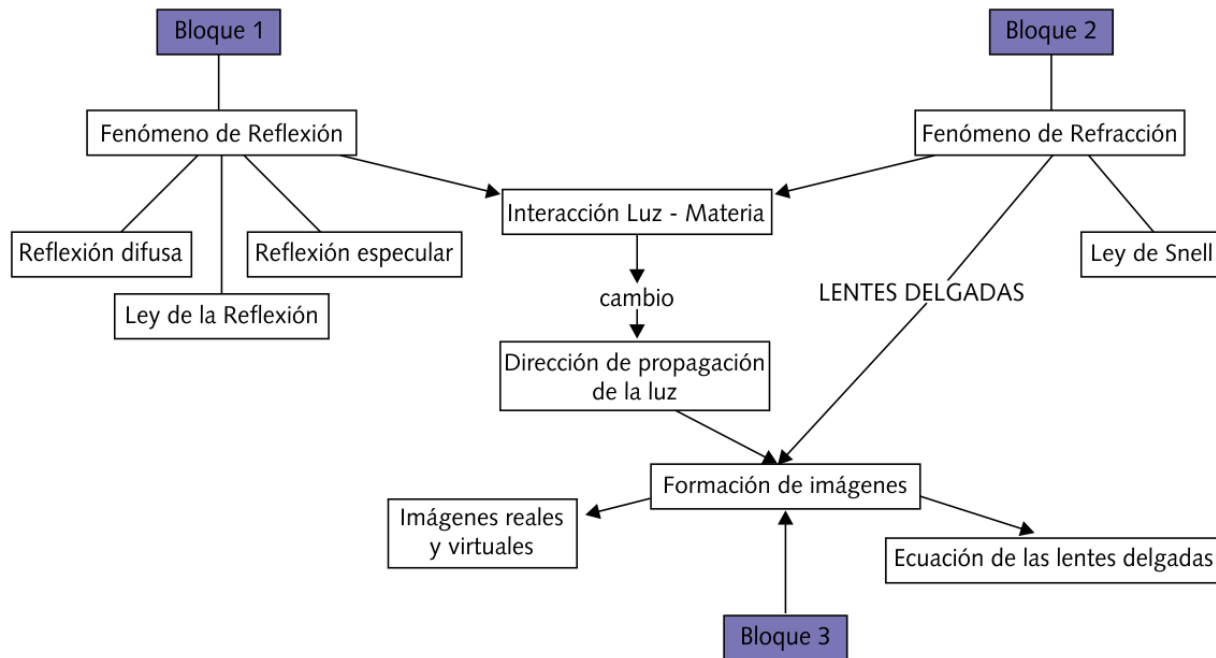 Bloque 1
Bloque 2
Fenómeno de Reflexión
Fenómeno de Refracción
Interacción Luz - Materia
Reflexión difusa
Reflexión especular
Ley de Snell
Ley de la Reflexión
cambio
LENTES DELGADAS
Dirección de propagación
de la luz
Formación de imágenes
Imágenes reales
y virtuales
Ecuación de las lentes delgadas
Bloque 3